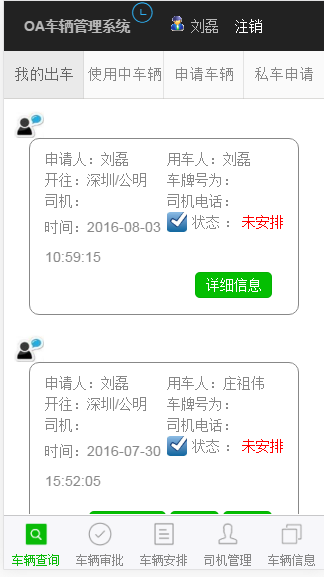 OA车辆管理系统 刘磊 注销
我的出车 使用中车辆 申请车辆 私车申请
申请人：刘磊 用车人：刘磊
开往：深圳/公明 车牌号为：
司机： 司机电话：
时间：2016-08-03 状态 ： 未安排
10:59:15
详细信息
申请人：刘磊 用车人：庄祖伟
开往：深圳/公明 车牌号为：
司机： 司机电话：
时间：2016-07-30 状态 ： 未安排
15:52:05
车辆查询 车辆审批 车辆安排 司机管理 车辆信息